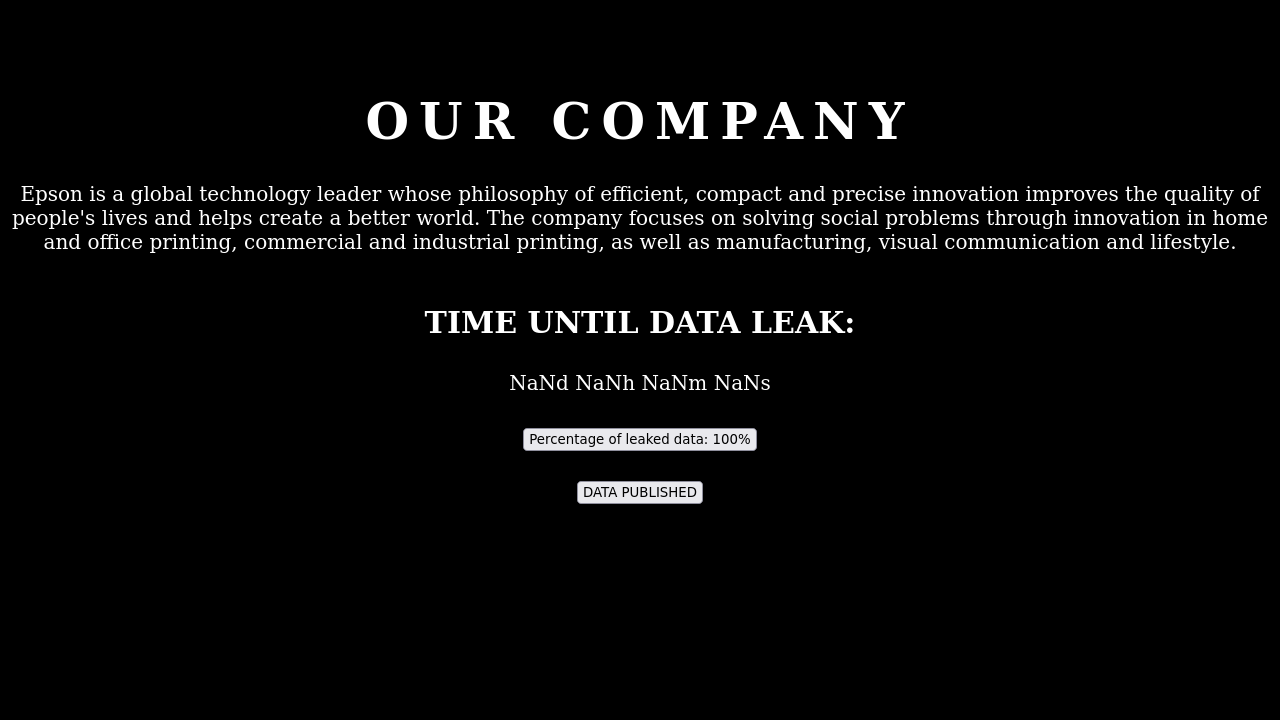 OUR COMPANY
Epson is a global technology leader whose philosophy of efficient, compact and precise innovation improves the quality of
people's lives and helps create a better world. The company focuses on solving social problems through innovation in home
and office printing, commercial and industrial printing, as well as manufacturing, visual communication and lifestyle.
TIME UNTIL DATA LEAK:
NaNd NaNh NaNm NaNs
Percentage of leaked data: 100%
DATA PUBLISHED